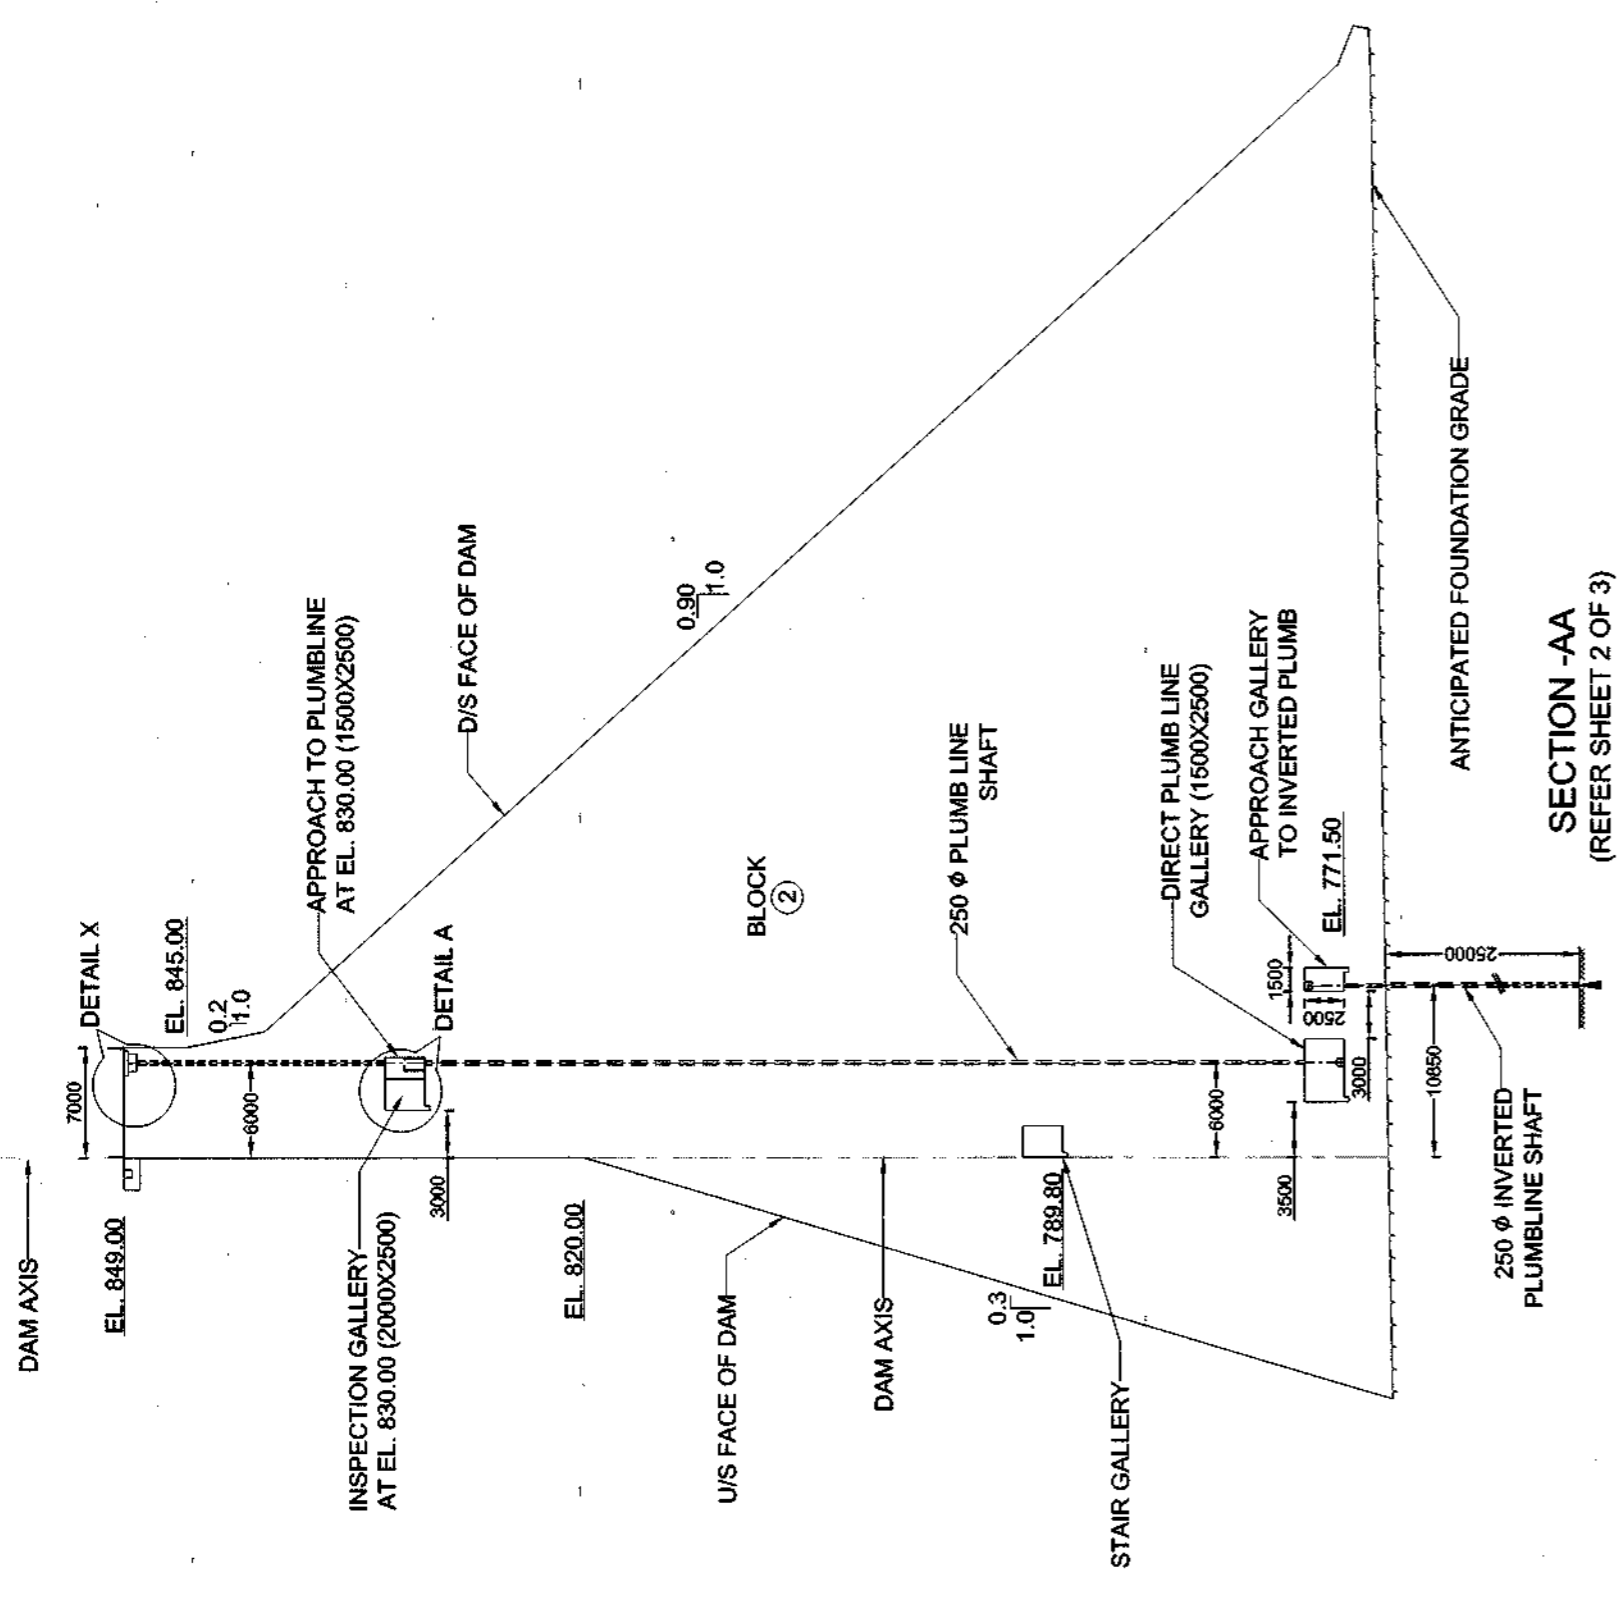 DAM AXIS
EL. 849.00
7000
DETAIL X
EL. 845.00
0.2
1.0
6000
INSPECTION GALLERY
AT EL. 830.00 (2000X2500)
APPROACH TO PLUMBLINE
AT EL. 830.00 (1500X2500)
3000
DETAIL A
D/S FACE OF DAM
EL. 820.00
0.90
1.0
U/S FACE OF DAM
BLOCK
2
DAM AXIS
250 ϕ PLUMB LINE
SHAFT
0.3
1.0
EL. 789.80
STAIR GALLERY
DIRECT PLUMB LINE
GALLERY (1500X2500)
6000
APPROACH GALLERY
TO INVERTED PLUMB
3500
1500
2500
EL. 771.50
3000
10850
25000
ANTICIPATED FOUNDATION GRADE
250 ϕ INVERTED
PLUMBLINE SHAFT
SECTION -AA
(REFER SHEET 2 OF 3)